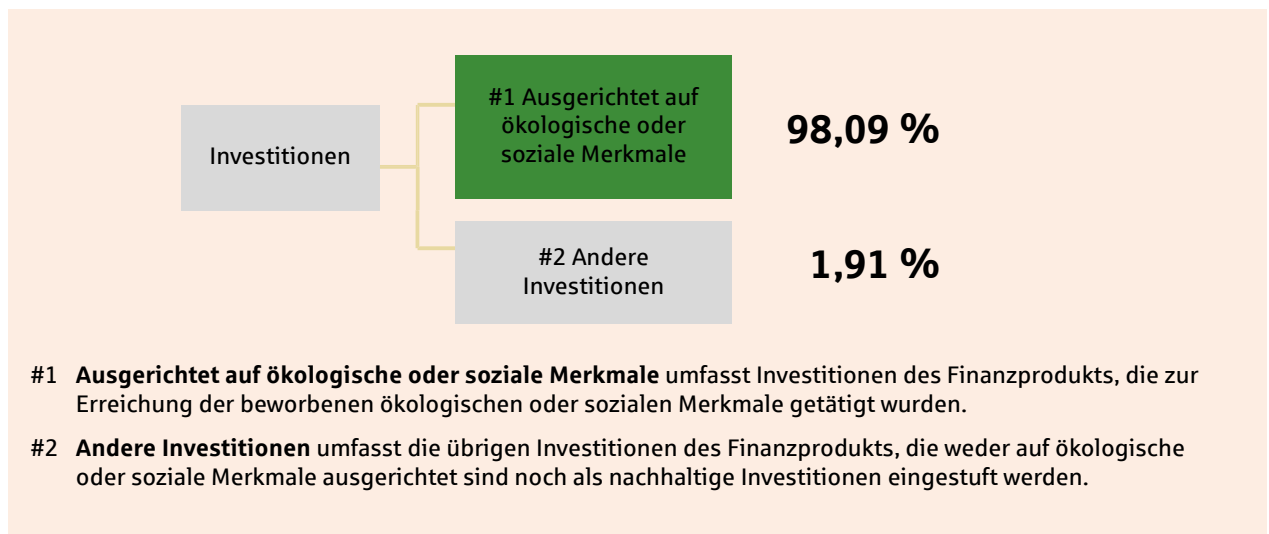 #1 Ausgerichtet auf
ökologische oder
soziale Merkmale
98,09 %
Investitionen
#2 Andere
Investitionen
1,91 %
#1 Ausgerichtet auf ökologische oder soziale Merkmale umfasst Investitionen des Finanzprodukts, die zur
Erreichung der beworbenen ökologischen oder sozialen Merkmale getätigt wurden.
#2 Andere Investitionen umfasst die übrigen Investitionen des Finanzprodukts, die weder auf ökologische
oder soziale Merkmale ausgerichtet sind noch als nachhaltige Investitionen eingestuft werden.